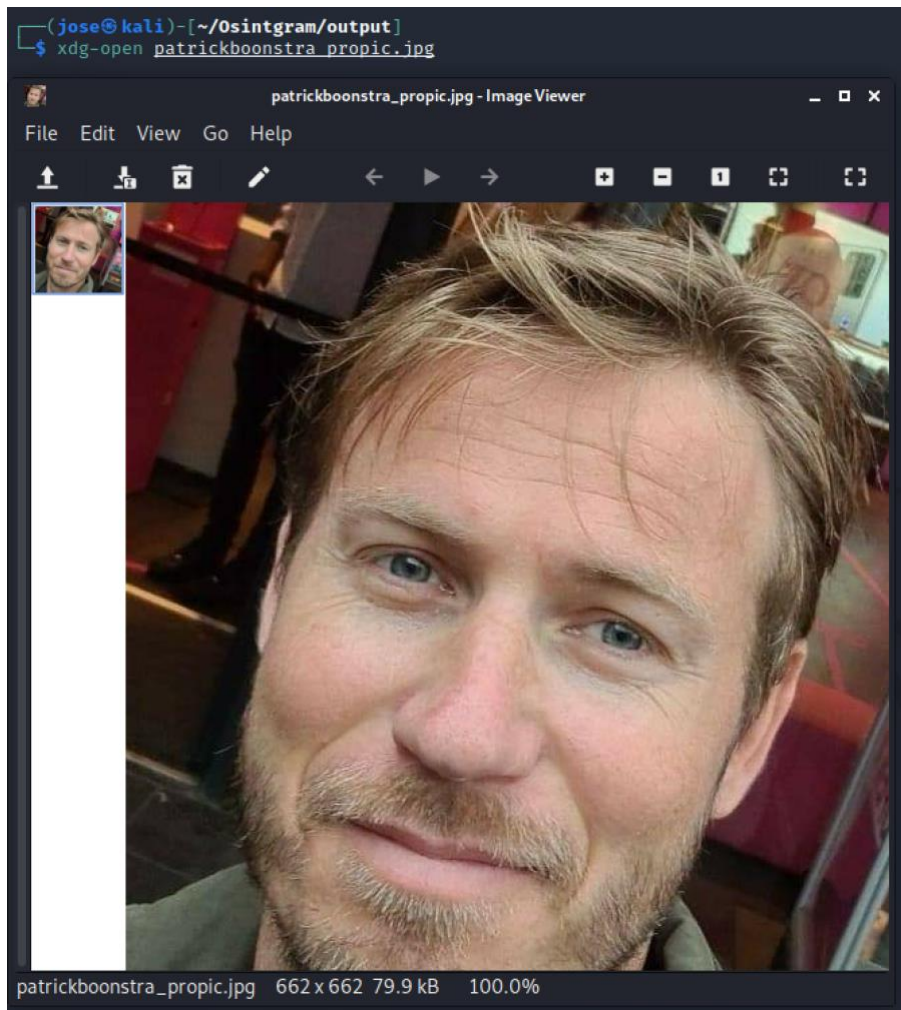 ┌──(jose㉿kali)-[~/Osintgram/output]
└─$ xdg-open patrickboonstra_propic.jpg
patrickboonstra_propic.jpg - Image Viewer
File Edit View Go Help
1
patrickboonstra_propic.jpg 662 x 662 79.9 kB 100.0%